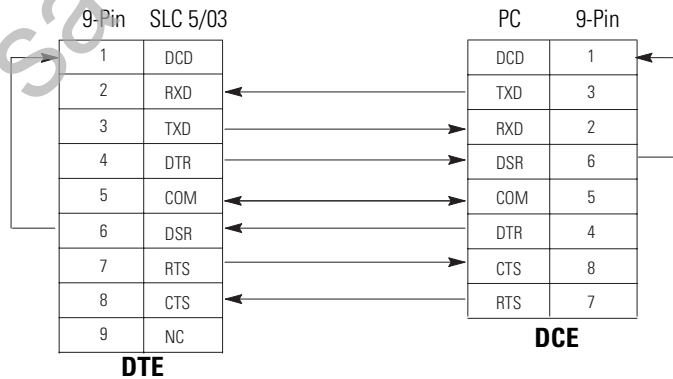 9-Pin SLC 5/03 PC 9-Pin
1 DCD DCD 1
2 RXD TXD 3
3 TXD RXD 2
4 DTR DSR 6
5 COM COM 5
6 DSR DTR 4
7 RTS CTS 8
8 CTS RTS 7
9 NC
DTE DCE